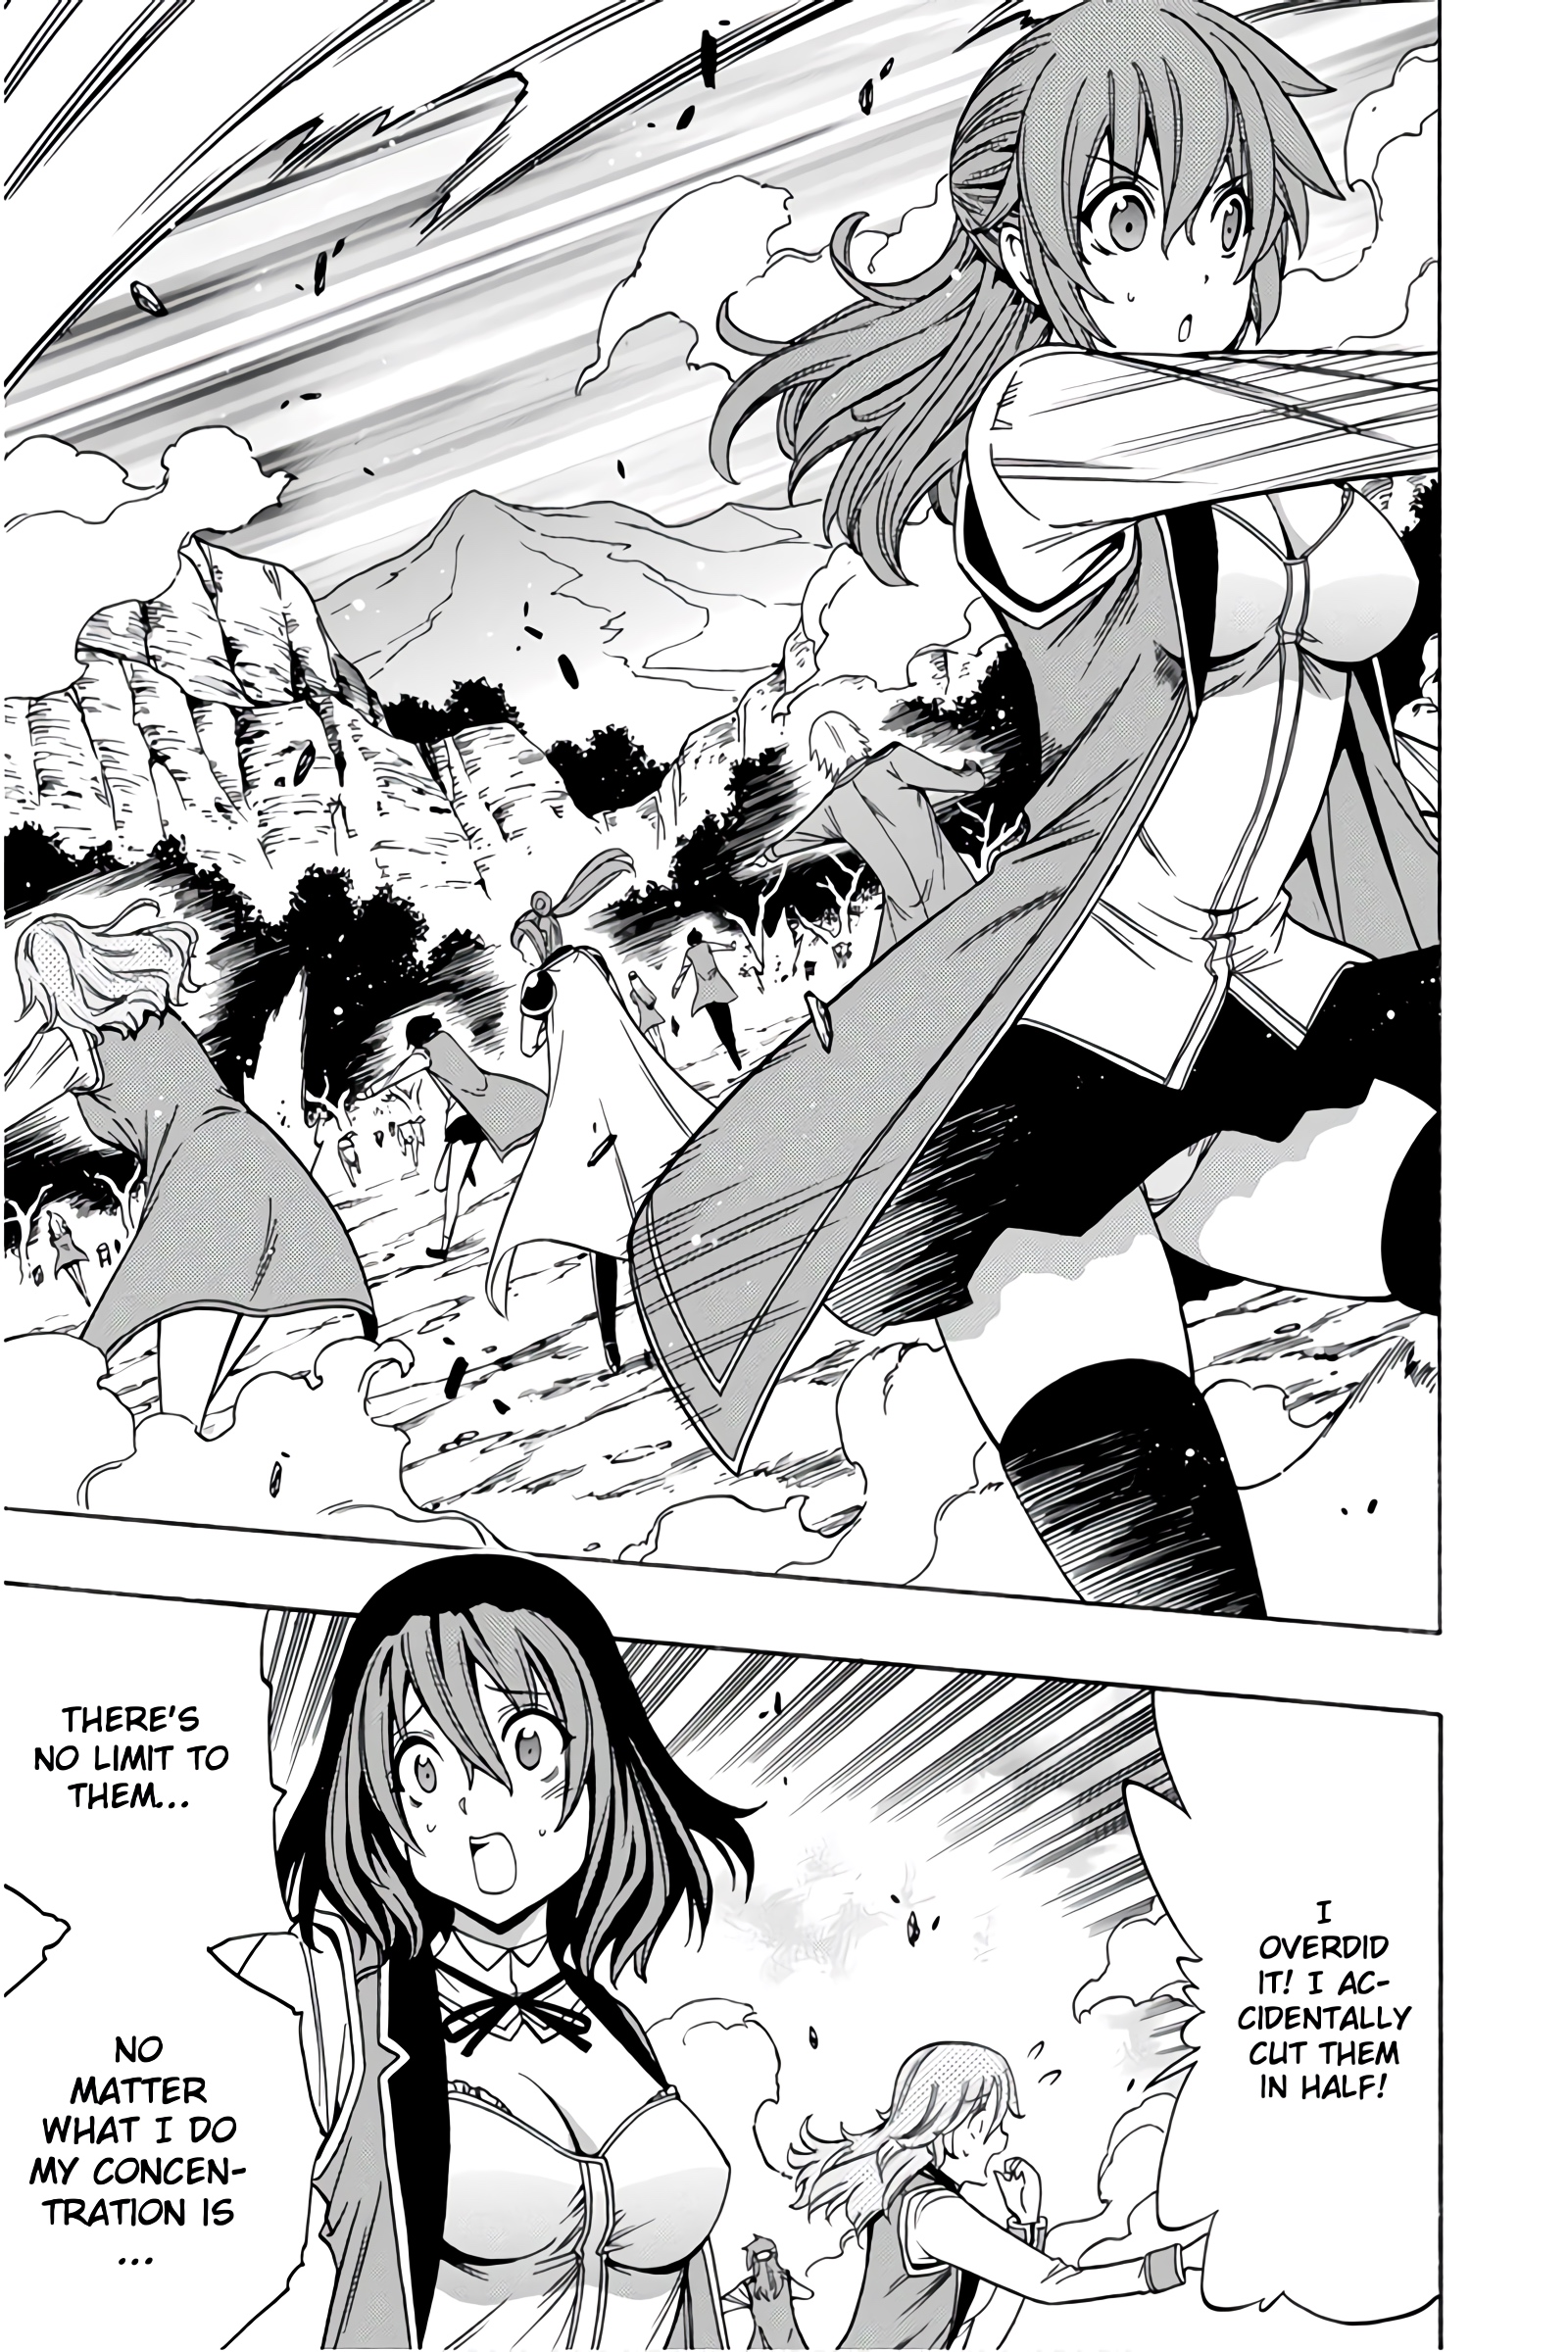 I
OVERDID
IT! I AC-
CIDENTALLY
CUT THEM
IN HALF!
THERE'S
NO LIMIT TO
THEM...
NO
MATTER
WHAT I DO
MY CONCEN-
TRATION IS
...